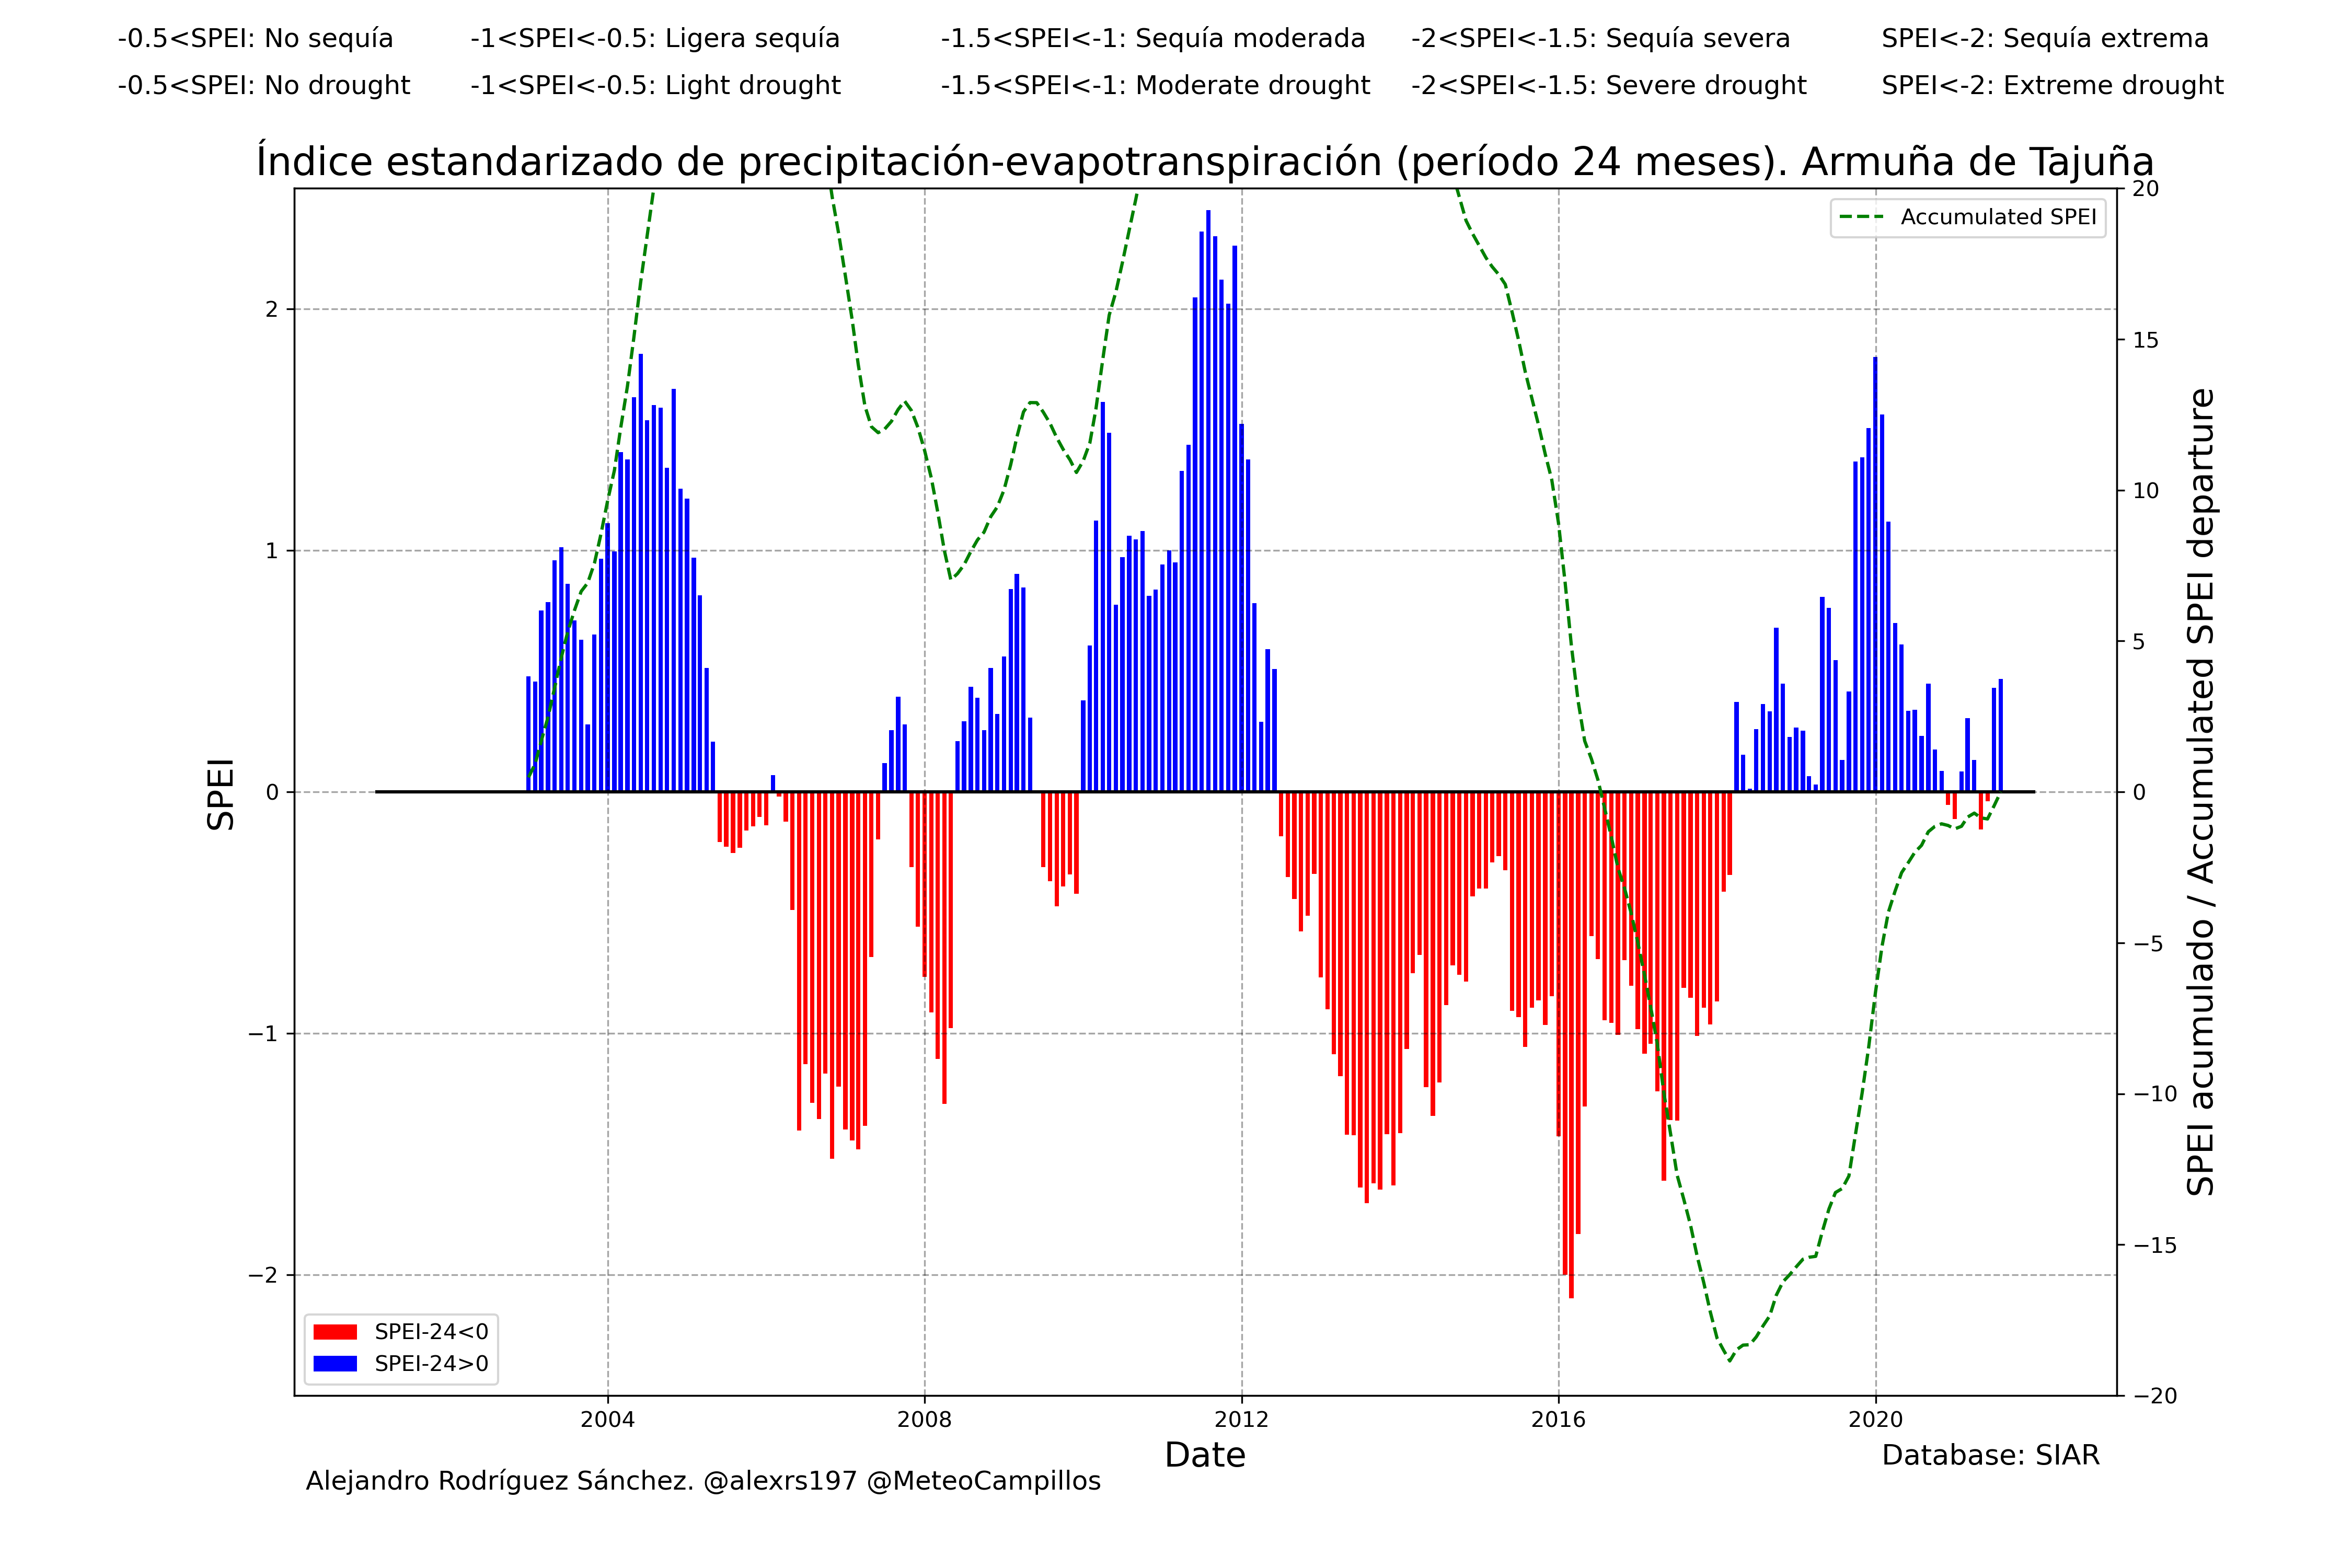 -0.5<SPEI: No sequía -1<SPEI<-0.5: Ligera sequía -1.5<SPEI<-1: Sequía moderada -2<SPEI<-1.5: Sequía severa SPEI<-2: Sequía extrema
-0.5<SPEI: No drought -1<SPEI<-0.5: Light drought -1.5<SPEI<-1: Moderate drought -2<SPEI<-1.5: Severe drought SPEI<-2: Extreme drought
Índice estandarizado de precipitación-evapotranspiración (período 24 meses). Armuña de Tajuña
Accumulated SPEI
SPEI
2
1
0
−1
−2
20
15
10
5
0
−5
−10
−15
−20
SPEI acumulado / Accumulated SPEI departure
SPEI-24<0
SPEI-24>0
2004 2008 2012 2016 2020
Date
Database: SIAR
Alejandro Rodríguez Sánchez. @alexrs197 @MeteoCampillos